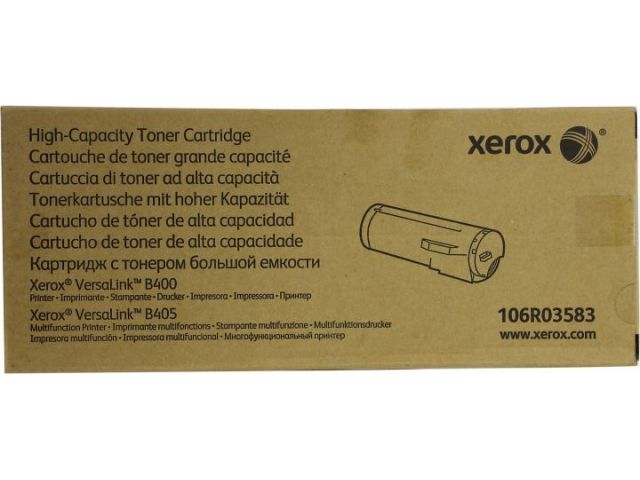 High-Capacity Toner Cartridge
Cartouche de toner grande capacité
Cartuccia di toner ad alta capacità
Tonerkartusche mit hoher Kapazität
Cartucho de tóner de alta capacidad
Cartucho de toner de alta capacidade
Картридж с тонером большой емкости
Xerox® VersaLink™ B400
Printer • Imprimante • Stampante • Drucker • Impresora • Impressora • Принтер
Xerox® VersaLink™ B405
Multifunction Printer • Imprimante multifonctions • Stampante multifunzione • Multifunktionsdrucker
Impresora multifunción • Impressora multifuncional • Многофункциональный принтер
xerox
106R03583
www.xerox.com